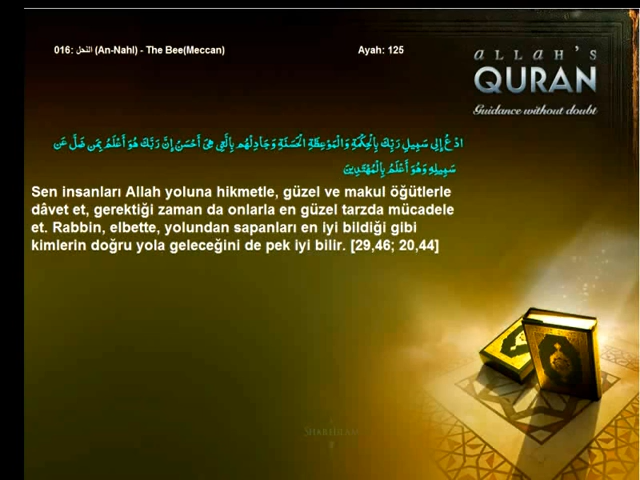 016: النحل (An-Nahl) - The Bee(Meccan)
Ayah: 125
ALLAH'S
QURAN
Guidance without doubt
ادْعُ إِلَىٰ سَبِيلِ رَبِّكَ بِالْحِكْمَةِ وَالْمَوْعِظَةِ الْحَسَنَةِ وَجَادِلْهُم بِالَّتِي هِيَ أَحْسَنُ إِنَّ رَبَّكَ هُوَ أَعْلَمُ بِمَن ضَلَّ عَن
سَبِيلِهِ وَهُوَ أَعْلَمُ بِالْمُهْتَدِينَ
Sen insanları Allah yoluna hikmetle, güzel ve makul öğütlerle
dâvet et, gerektiği zaman da onlarla en güzel tarzda mücadele
et. Rabbin, elbette, yolundan sapanları en iyi bildiği gibi
kimlerin doğru yola geleceğini de pek iyi bilir. [29,46; 20,44]